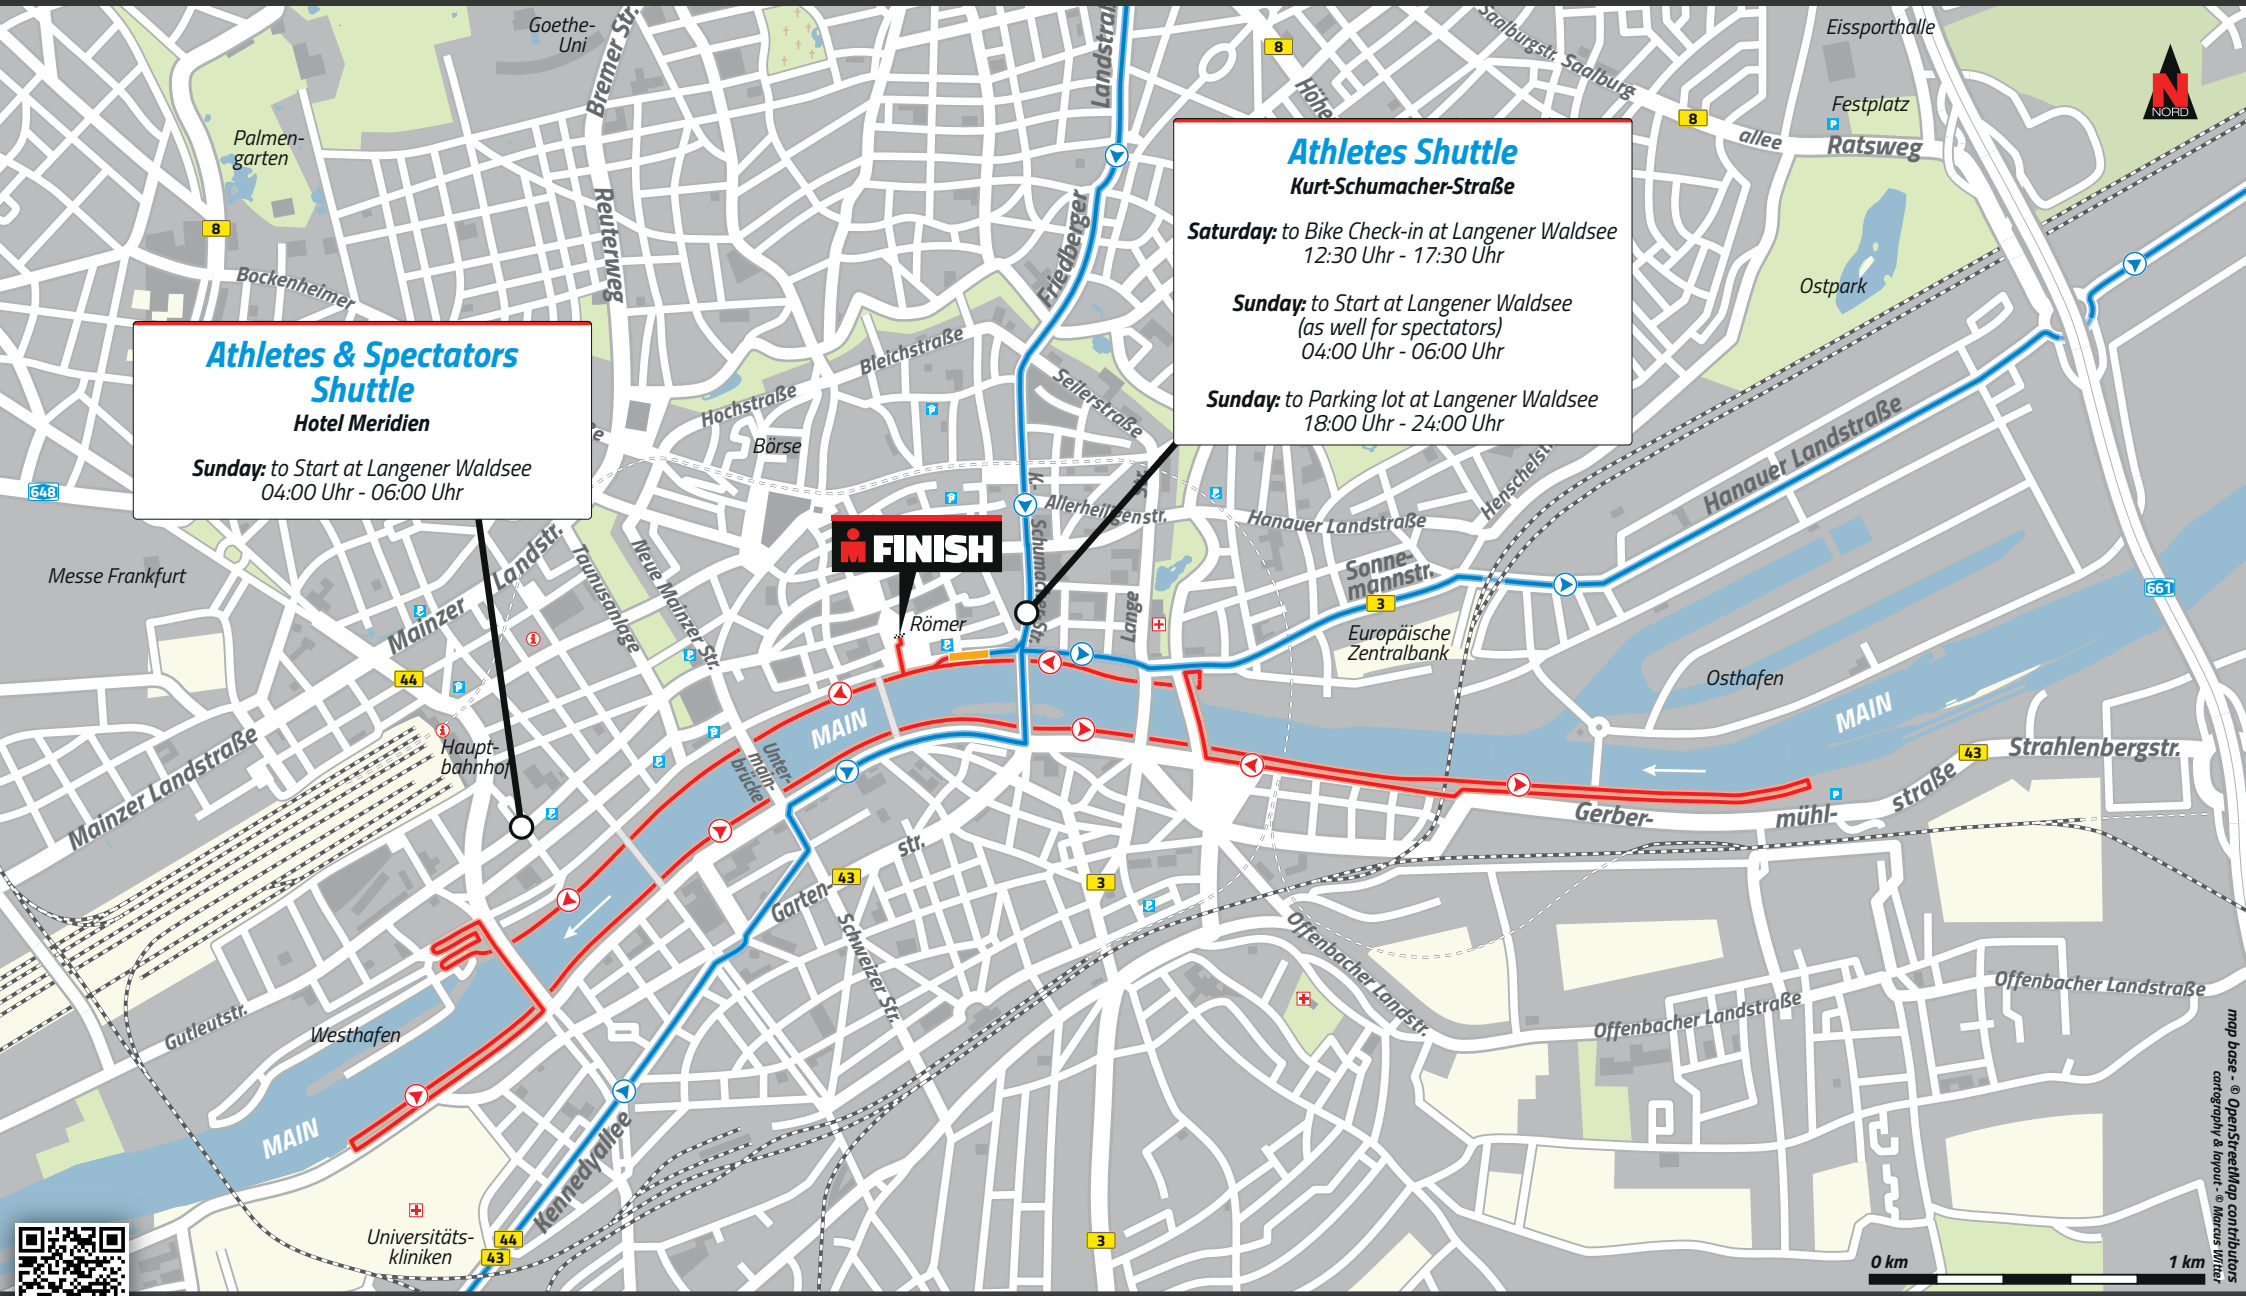 Goethe-
Uni
Bremer Str.
Landstraß
8
Höhe
Saalburgstr.
Saalburg
8
allee
Ratsweg
Eissporthalle
Festplatz
P
N
NORD
Palmen-
garten
8
Bockenheimer
Reuterweg
Friedberger
Athletes Shuttle
Kurt-Schumacher-Straße
Saturday: to Bike Check-in at Langener Waldsee
12:30 Uhr - 17:30 Uhr
Sunday: to Start at Langener Waldsee
(as well for spectators)
04:00 Uhr - 06:00 Uhr
Sunday: to Parking lot at Langener Waldsee
18:00 Uhr - 24:00 Uhr
Ostpark
Athletes & Spectators
Shuttle
Hotel Meridien
Sunday: to Start at Langener Waldsee
04:00 Uhr - 06:00 Uhr
648
Bleichstraße
Hochstraße
Börse
Seilerstraße
K.-
Schumacher-Str.
Allerheiligenstr.
Str.
Hanauer Landstraße
Henschelstr
Hanauer Landstraße
Messe Frankfurt
Mainzer
Landstr.
Taunusanlage
Neue Mainzer Str.
FINISH
Römer
Lange
Sonne-
mannstr.
3
Europäische
Zentralbank
661
Osthafen
MAIN
44
Mainzer Landstraße
Haupt-
bahnhof
MAIN
Unter-
main-
brücke
43
Strahlenbergstr.
Gerber-
mühl-
straße
Garten-
str.
43
3
Schweizer Str.
Offenbacher Landstr.
Offenbacher Landstraße
Offenbacher Landstraße
Gutleutstr.
Westhafen
MAIN
Kennedyallee
Universitäts-
kliniken
44
43
3
0 km
1 km
map base - © OpenStreetMap contributors
cartography & layout - © Marcus Witter